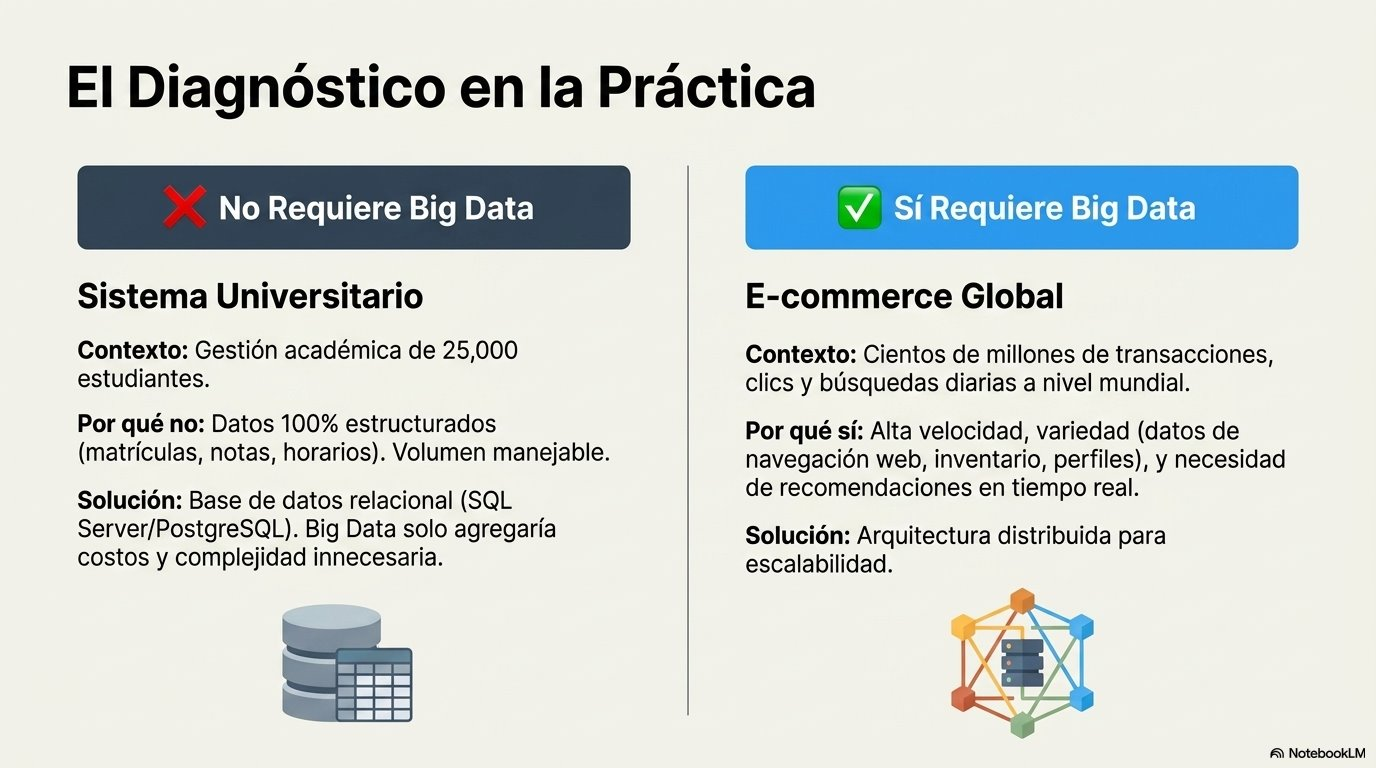 El Diagnóstico en la Práctica
No Requiere Big Data
Sistema Universitario
Contexto: Gestión académica de 25,000
estudiantes.
Por qué no: Datos 100% estructurados
(matrículas, notas, horarios). Volumen manejable.
Solución: Base de datos relacional (SQL
Server/PostgreSQL). Big Data solo agregaría
costos y complejidad innecesaria.
Sí Requiere Big Data
E-commerce Global
Contexto: Cientos de millones de transacciones,
clics y búsquedas diarias a nivel mundial.
Por qué sí: Alta velocidad, variedad (datos de
navegación web, inventario, perfiles), y necesidad
de recomendaciones en tiempo real.
Solución: Arquitectura distribuida para
escalabilidad.
NotebookLM